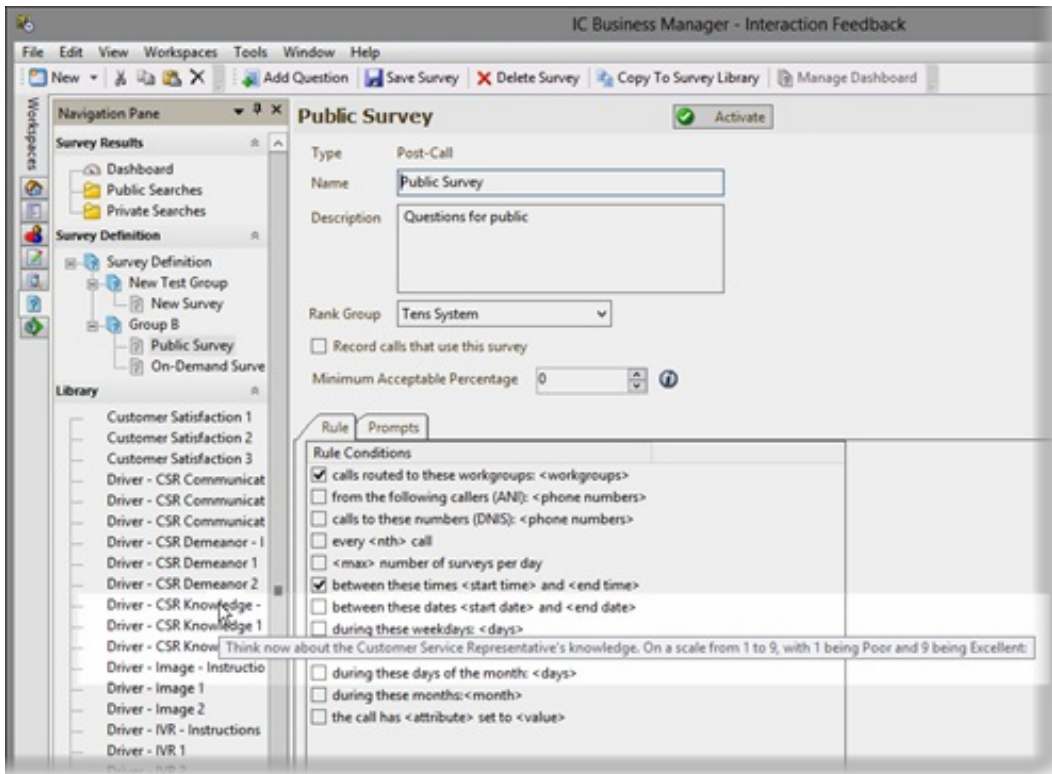 IC Business Manager - Interaction Feedback
File Edit View Workspaces Tools Window Help
New Add Question Save Survey Delete Survey Copy To Survey Library Manage Dashboard
Workspaces
Navigation Pane
Survey Results
Dashboard
Public Searches
Private Searches
Survey Definition
Survey Definition
New Test Group
New Survey
Group B
Public Survey
On-Demand Surve
Library
Customer Satisfaction 1
Customer Satisfaction 2
Customer Satisfaction 3
Driver - CSR Communicat
Driver - CSR Communicat
Driver - CSR Communicat
Driver - CSR Demeanor - I
Driver - CSR Demeanor 1
Driver - CSR Demeanor 2
Driver - CSR Knowledge -
Driver - CSR Knowledge 1
Driver - CSR Know
Driver - Image - Instructio
Driver - Image 1
Driver - Image 2
Driver - IVR - Instructions
Driver - IVR 1
Driver - IVR 2
Public Survey
Activate
Type Post-Call
Name Public Survey
Description Questions for public
Rank Group Tens System
Record calls that use this survey
Minimum Acceptable Percentage 0
Rule Prompts
Rule Conditions
calls routed to these workgroups: <workgroups>
from the following callers (ANI): <phone numbers>
calls to these numbers (DNIS): <phone numbers>
every <nth> call
<max> number of surveys per day
between these times <start time> and <end time>
between these dates <start date> and <end date>
during these weekdays: <days>
Think now about the Customer Service Representative's knowledge. On a scale from 1 to 9, with 1 being Poor and 9 being Excellent:
during these days of the month: <days>
during these months:<month>
the call has <attribute> set to <value>